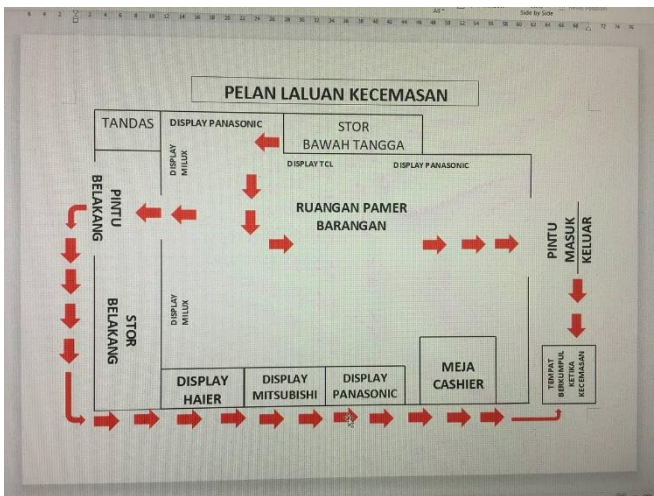 Side by Side
PELAN LALUAN KECEMASAN
TANDAS
DISPLAY PANASONIC
STOR
BAWAH TANGGA
DISPLAY
MILUX
DISPLAY TCL
DISPLAY PANASONIC
PINTU
BELAKANG
RUANGAN PAMER
BARANGAN
PINTU
MASUK
KELUAR
STOR
BELAKANG
DISPLAY
MILUX
DISPLAY
HAIER
DISPLAY
MITSUBISHI
DISPLAY
PANASONIC
MEJA
CASHIER
TEMPAT
BERKUMPUL
KETIKA
KECEMASAN